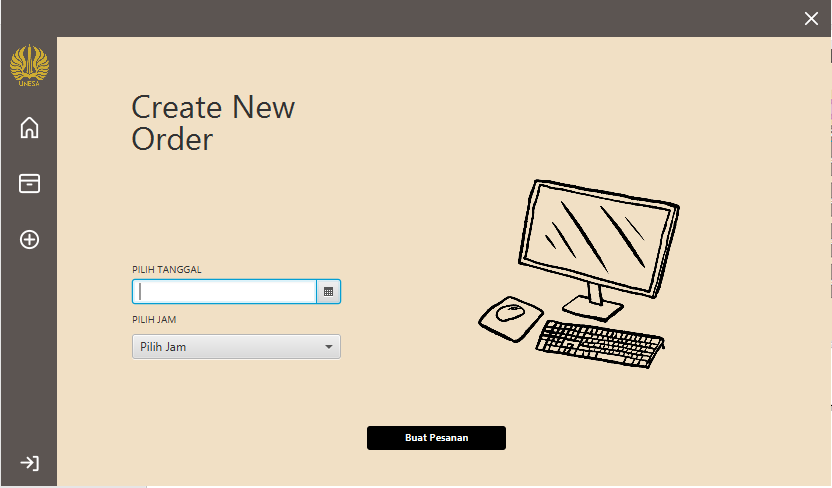 UNESA
Create New
Order
PILIH TANGGAL
PILIH JAM
Pilih Jam
Buat Pesanan